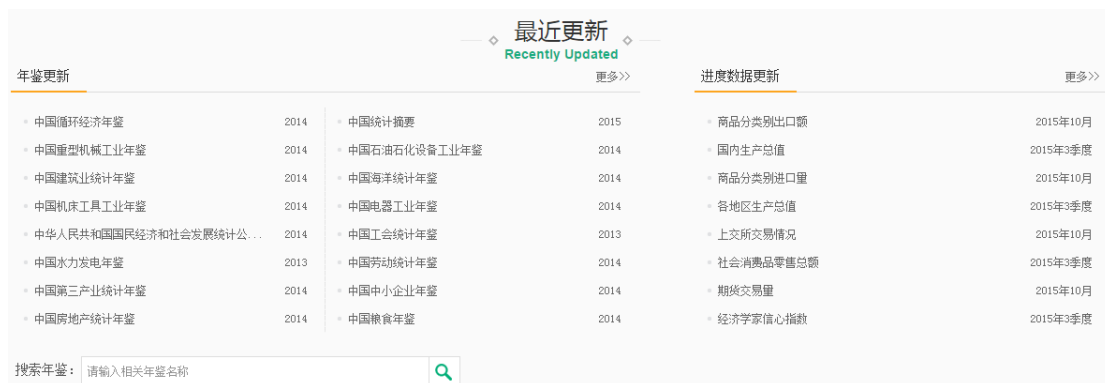 最近更新
Recently Updated
年鉴更新 更多>>
中国循环经济年鉴 2014
中国重型机械工业年鉴 2014
中国建筑业统计年鉴 2014
中国机床工具工业年鉴 2014
中华人民共和国国民经济和社会发展统计公... 2014
中国水力发电年鉴 2013
中国第三产业统计年鉴 2014
中国房地产统计年鉴 2014
中国统计摘要 2015
中国石油石化设备工业年鉴 2014
中国海洋统计年鉴 2014
中国电器工业年鉴 2014
中国工会统计年鉴 2013
中国劳动统计年鉴 2014
中国中小企业年鉴 2014
中国粮食年鉴 2014
进度数据更新 更多>>
商品分类别出口额 2015年10月
国内生产总值 2015年3季度
商品分类别进口量 2015年10月
各地区生产总值 2015年3季度
上交所交易情况 2015年10月
社会消费品零售总额 2015年3季度
期货交易量 2015年10月
经济学家信心指数 2015年3季度
搜索年鉴： 请输入相关年鉴名称